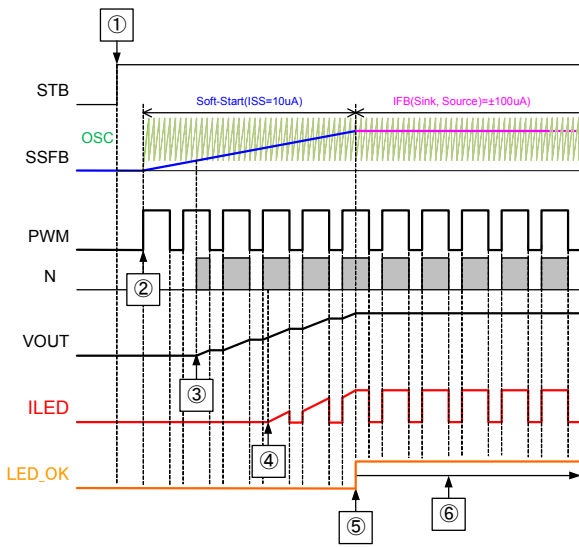 ①
STB
Soft-Start(ISS=10uA)
IFB(Sink, Source)=±100uA)
OSC
SSFB
PWM
②
N
VOUT
③
ILED
④
LED_OK
⑤
⑥